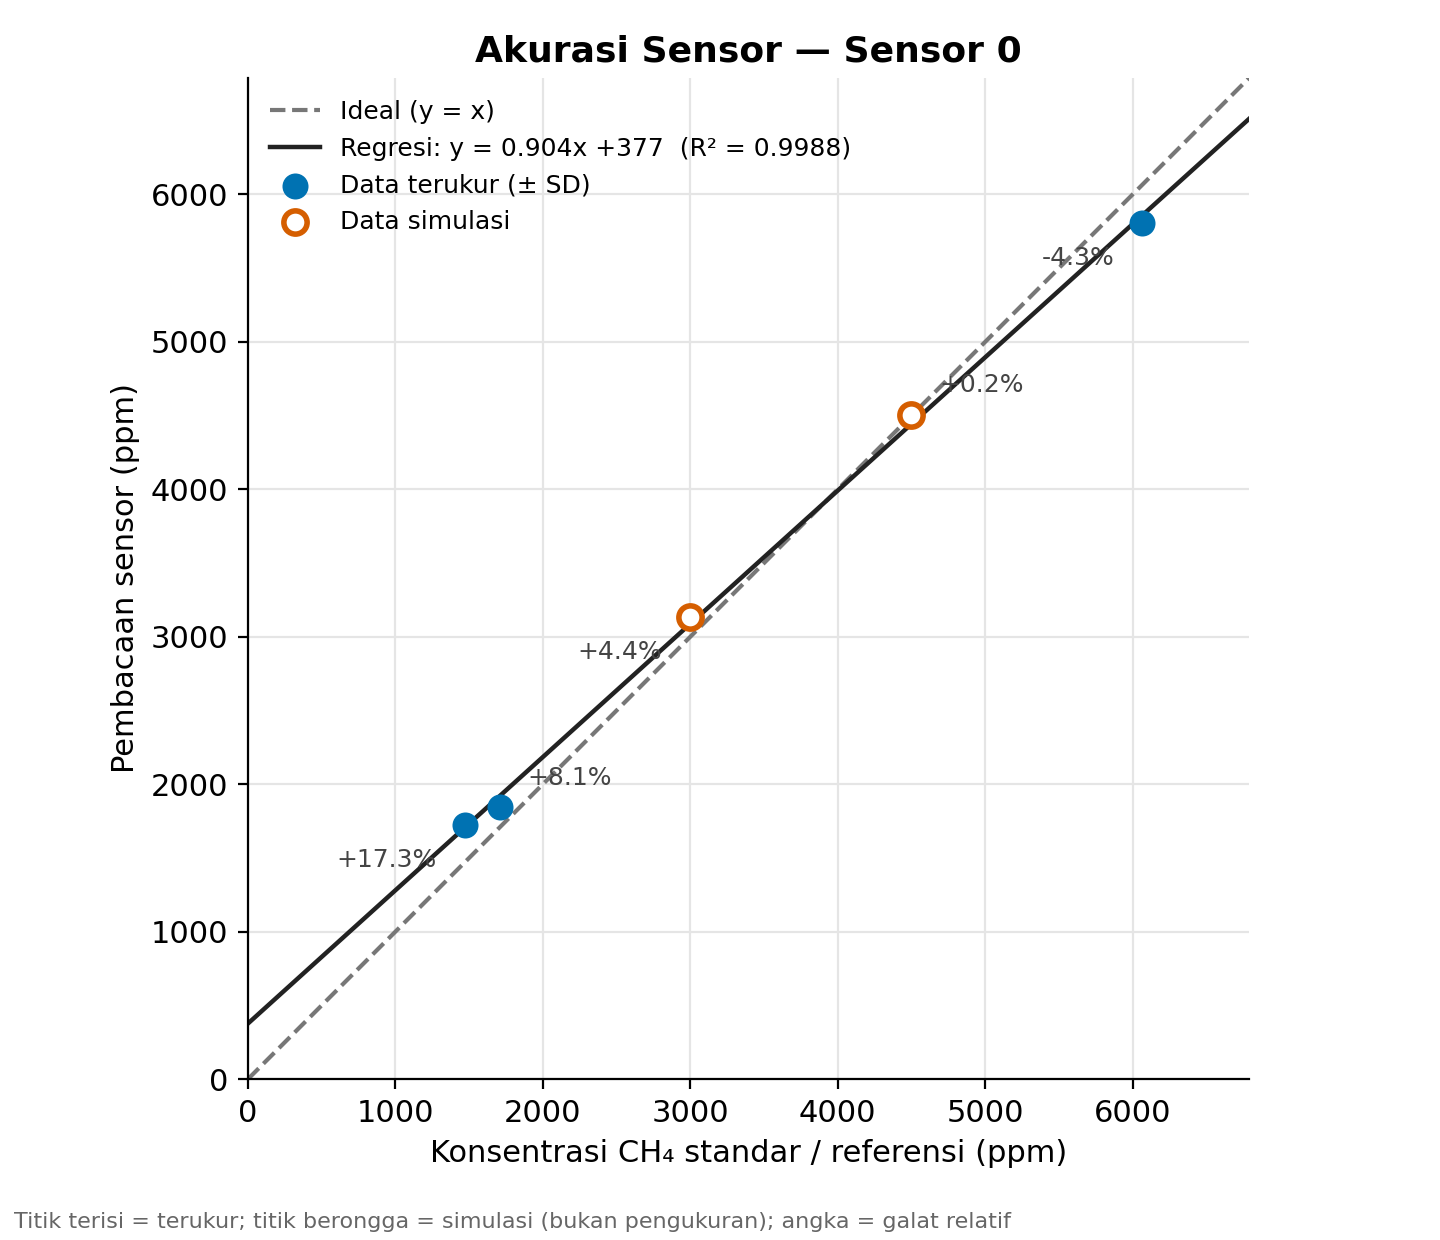 Akurasi Sensor — Sensor 0
Ideal (y = x)
Regresi: y = 0.904x +377  (R² = 0.9988)
Data terukur (± SD)
Data simulasi
6000
5000
4000
3000
2000
1000
0
Pembacaan sensor (ppm)
-4.3%
+0.2%
+4.4%
+8.1%
+17.3%
0 1000 2000 3000 4000 5000 6000
Konsentrasi CH₄ standar / referensi (ppm)
Titik terisi = terukur; titik berongga = simulasi (bukan pengukuran); angka = galat relatif